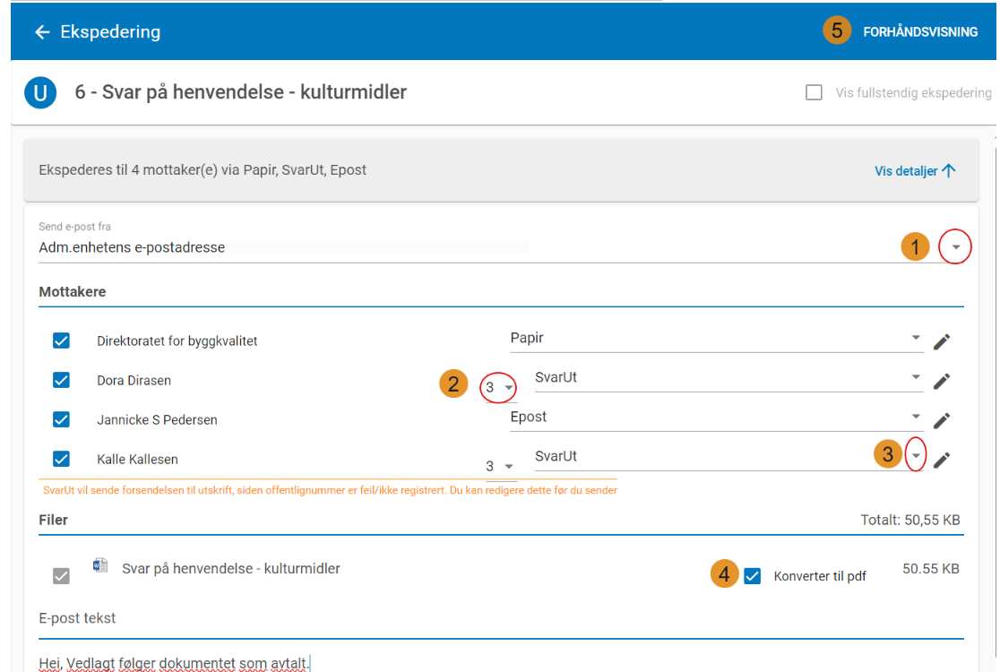 ← Ekspedering 5 FORHÅNDSVISNING
U 6 - Svar på henvendelse - kulturmidler Vis fullstendig ekspedering
Ekspederes til 4 mottaker(e) via Papir, SvarUt, Epost Vis detaljer ↑
Send e-post fra
Adm.enhetens e-postadresse 1
Mottakere
Direktoratet for byggkvalitet Papir
Dora Dirasen 2 3 SvarUt
Jannicke S Pedersen Epost
Kalle Kallesen 3 SvarUt 3
SvarUt vil sende forsendelsen til utskrift, siden offentlignummer er feil/ikke registrert. Du kan redigere dette før du sender
Filer Totalt: 50,55 KB
Svar på henvendelse - kulturmidler 4 Konverter til pdf 50.55 KB
E-post tekst
Hei, Vedlagt følger dokumentet som avtalt.